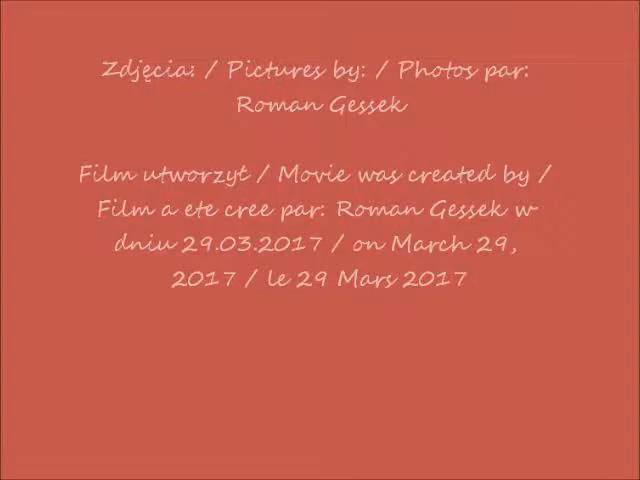 Zdjęcia: / Pictures by: / Photos par:
Roman Gessek
Film utworzył / Movie was created by /
Film a ete cree par: Roman Gessek w
dniu 29.03.2017 / on March 29,
2017 / le 29 Mars 2017